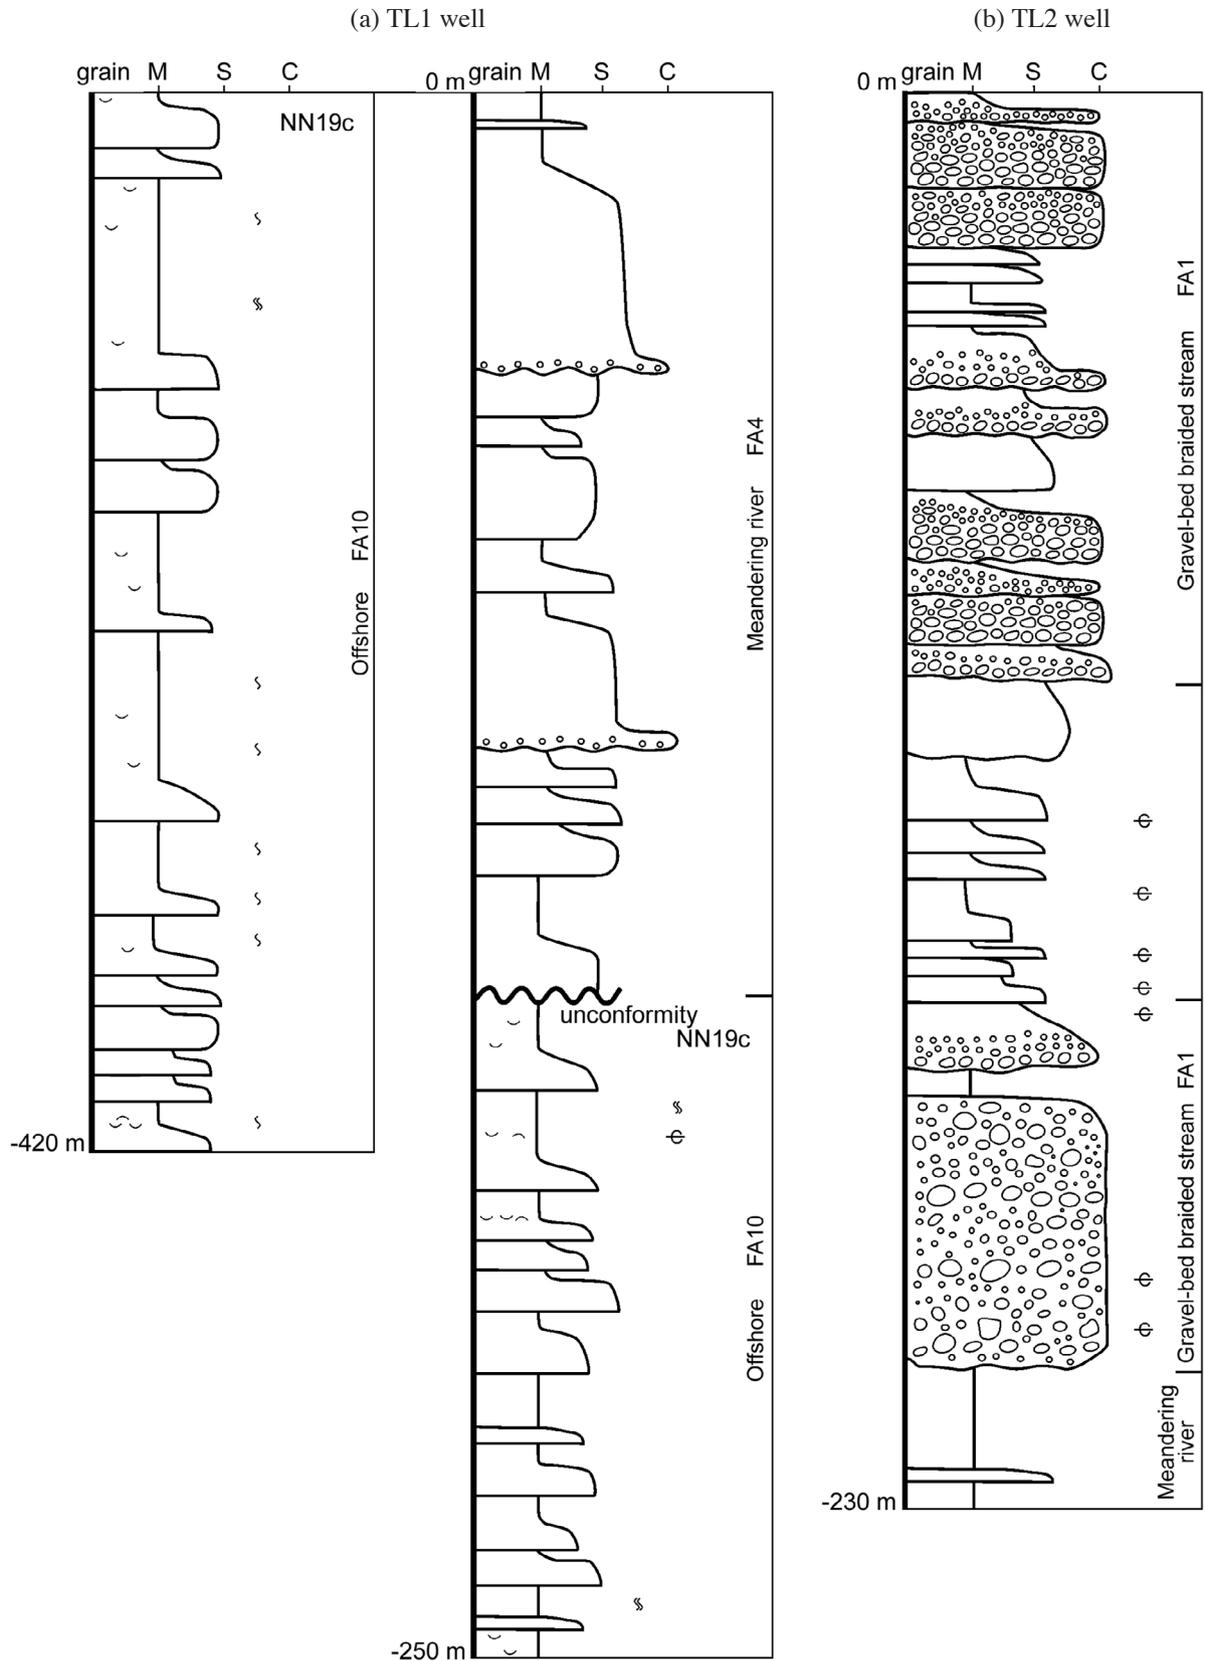 (a) TL1 well
(b) TL2 well
grain M S C
NN19c
Offshore FA10
-420 m
0 m grain M S C
Meandering river FA4
unconformity
NN19c
Offshore FA10
-250 m
0 m grain M S C
Gravel-bed braided stream FA1
Gravel-bed braided stream FA1
Meandering
river
-230 m